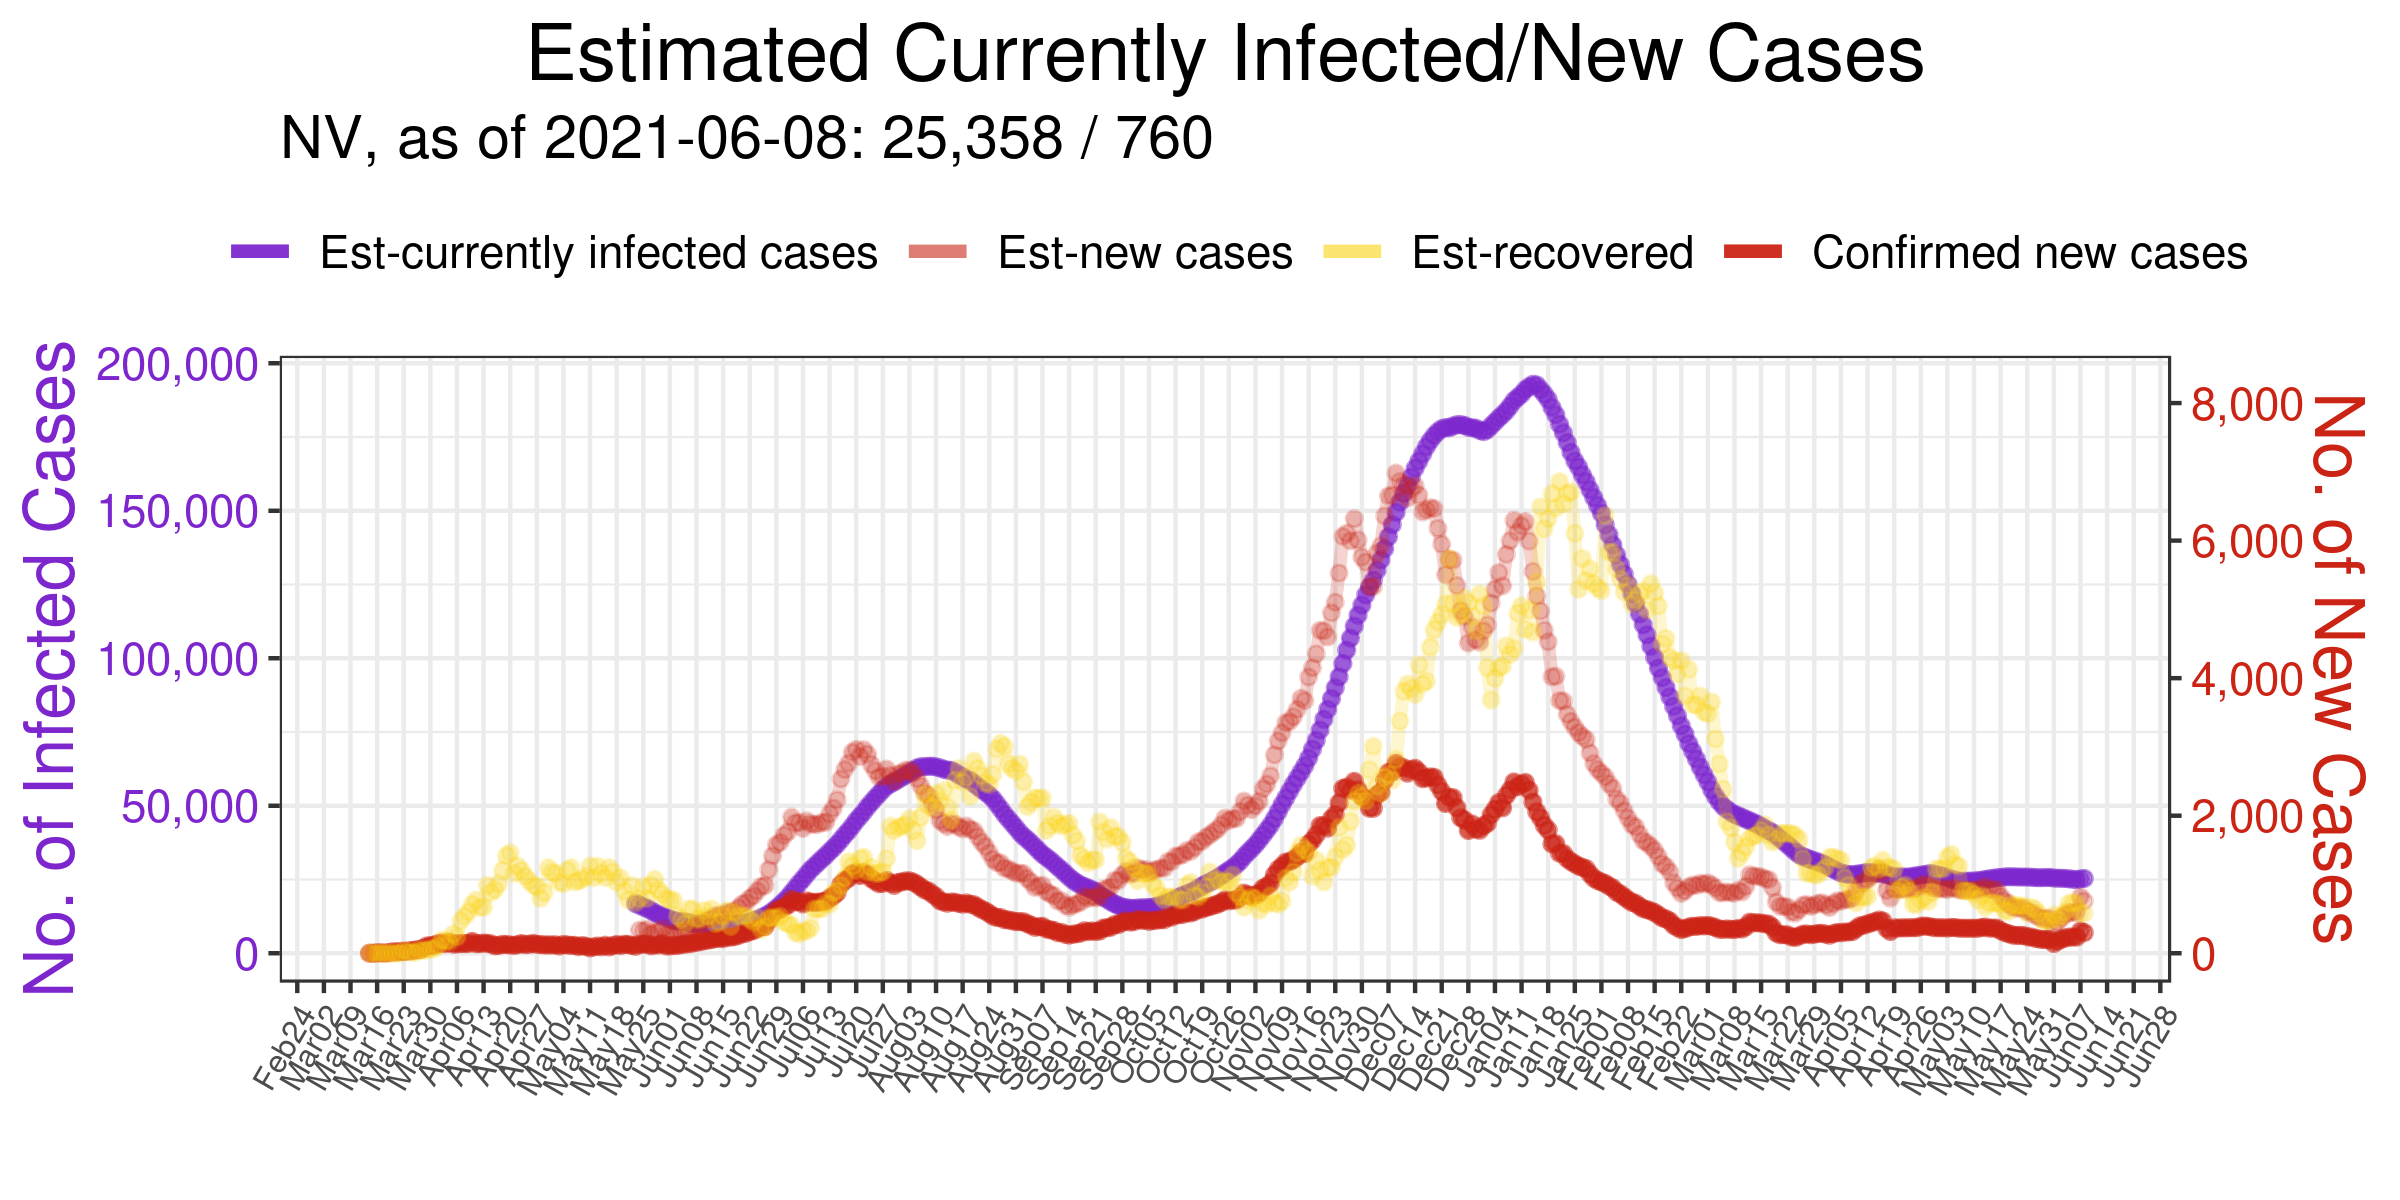 Estimated Currently Infected/New Cases
NV, as of 2021-06-08: 25,358 / 760
Est-currently infected cases
Est-new cases
Est-recovered
Confirmed new cases
No. of Infected Cases
200,000
150,000
100,000
50,000
0
8,000
6,000
4,000
2,000
0
No. of New Cases
Feb24
Mar02
Mar09
Mar16
Mar23
Mar30
Apr06
Apr13
Apr20
Apr27
May04
May11
May18
May25
Jun01
Jun08
Jun15
Jun22
Jun29
Jul06
Jul13
Jul20
Jul27
Aug03
Aug10
Aug17
Aug24
Aug31
Sep07
Sep14
Sep21
Sep28
Oct05
Oct12
Oct19
Oct26
Nov02
Nov09
Nov16
Nov23
Nov30
Dec07
Dec14
Dec21
Dec28
Jan04
Jan11
Jan18
Jan25
Feb01
Feb08
Feb15
Feb22
Mar01
Mar08
Mar15
Mar22
Mar29
Apr05
Apr12
Apr19
Apr26
May03
May10
May17
May24
May31
Jun07
Jun14
Jun21
Jun28